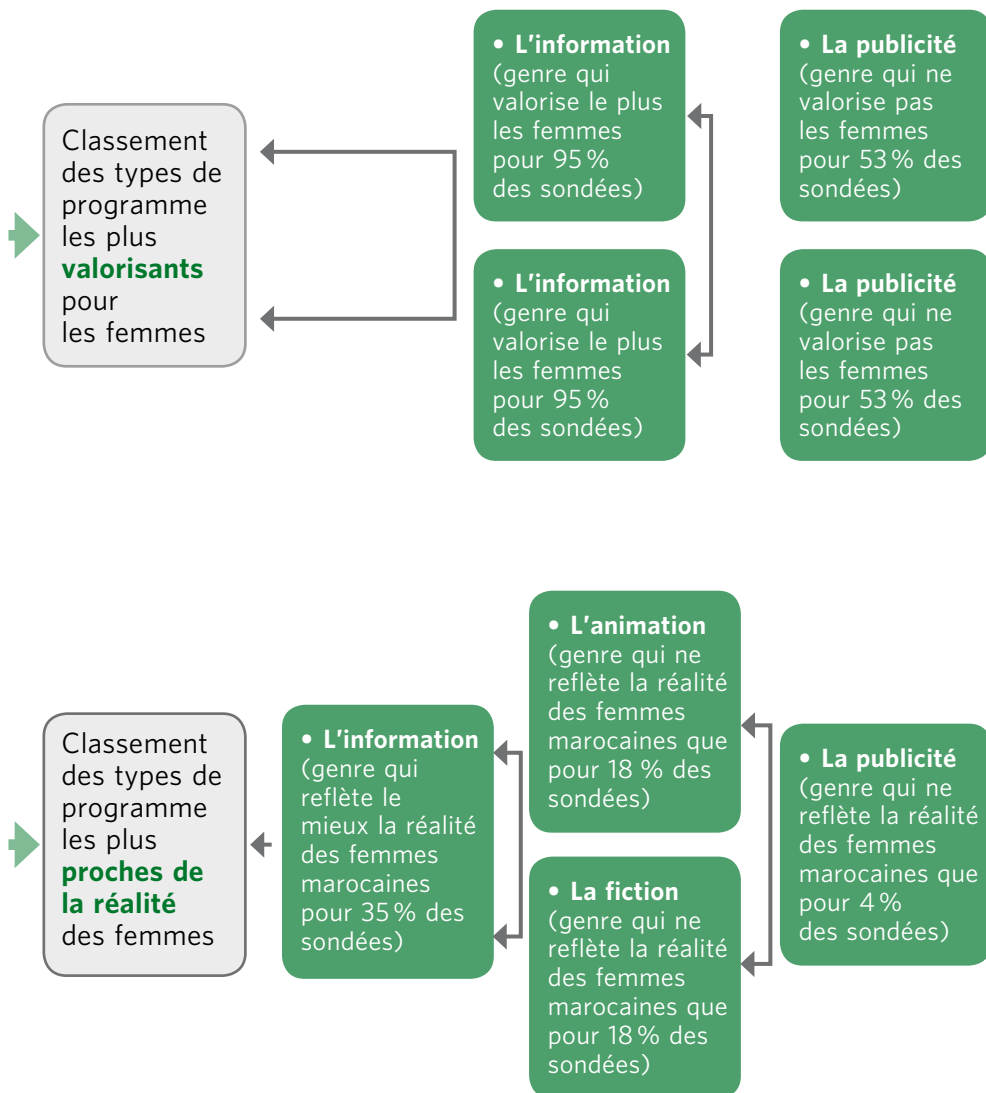 Classement
des types de
programme
les plus
valorisants
pour
les femmes
• L'information
(genre qui
valorise le plus
les femmes
pour 95 %
des sondées)
• La publicité
(genre qui ne
valorise pas
les femmes
pour 53 % des
sondées)
• L'information
(genre qui
valorise le plus
les femmes
pour 95 %
des sondées)
• La publicité
(genre qui ne
valorise pas
les femmes
pour 53 % des
sondées)
Classement
des types de
programme
les plus
proches de
la réalité
des femmes
• L'information
(genre qui
reflète le
mieux la réalité
des femmes
marocaines
pour 35 % des
sondées)
• L'animation
(genre qui ne
reflète la réalité
des femmes
marocaines que
pour 18 % des
sondées)
• La fiction
(genre qui ne
reflète la réalité
des femmes
marocaines que
pour 18 % des
sondées)
• La publicité
(genre qui ne
reflète la réalité
des femmes
marocaines que
pour 4 %
des sondées)